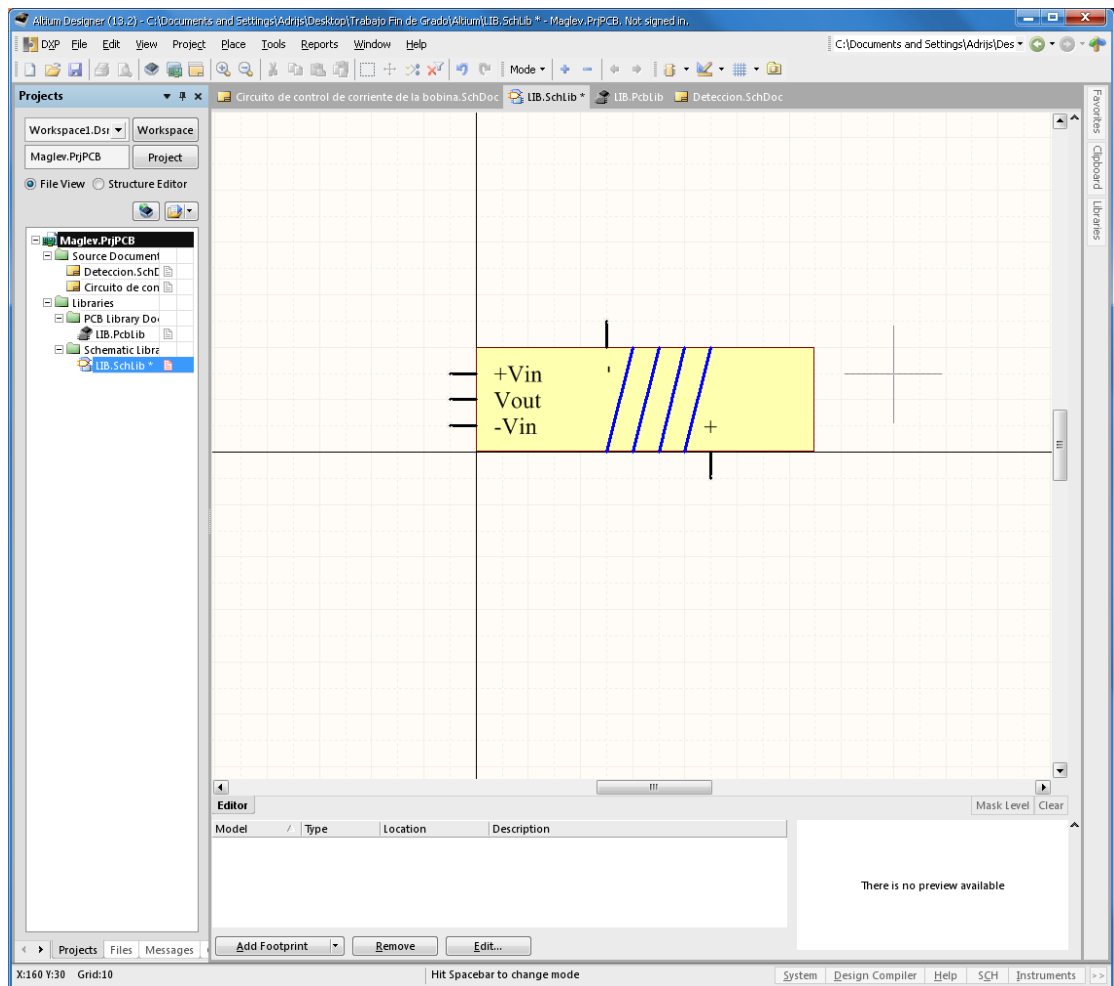 Altium Designer (13.2) - C:\Documents and Settings\Adrijs\Desktop\Trabajo Fin de Grado\Altium\LIB.SchLib * - Maglev.PrjPCB. Not signed in.
DXP File Edit View Project Place Tools Reports Window Help C:\Documents and Settings\Adrijs\Des
Mode
Projects
Circuito de control de corriente de la bobina.SchDoc LIB.SchLib * LIB.PcbLib Deteccion.SchDoc
Workspace1.Dsn Workspace
Maglev.PrjPCB Project
File View Structure Editor
Maglev.PrjPCB
Source Document
Deteccion.SchD
Circuito de con
Libraries
PCB Library Do
LIB.PcbLib
Schematic Libra
LIB.SchLib *
+Vin
Vout
-Vin
+
Favorites
Clipboard
Libraries
Editor Mask Level Clear
Model Type Location Description
There is no preview available
Add Footprint Remove Edit...
Projects Files Messages
X:160 Y:30 Grid:10 Hit Spacebar to change mode System Design Compiler Help SCH Instruments >>